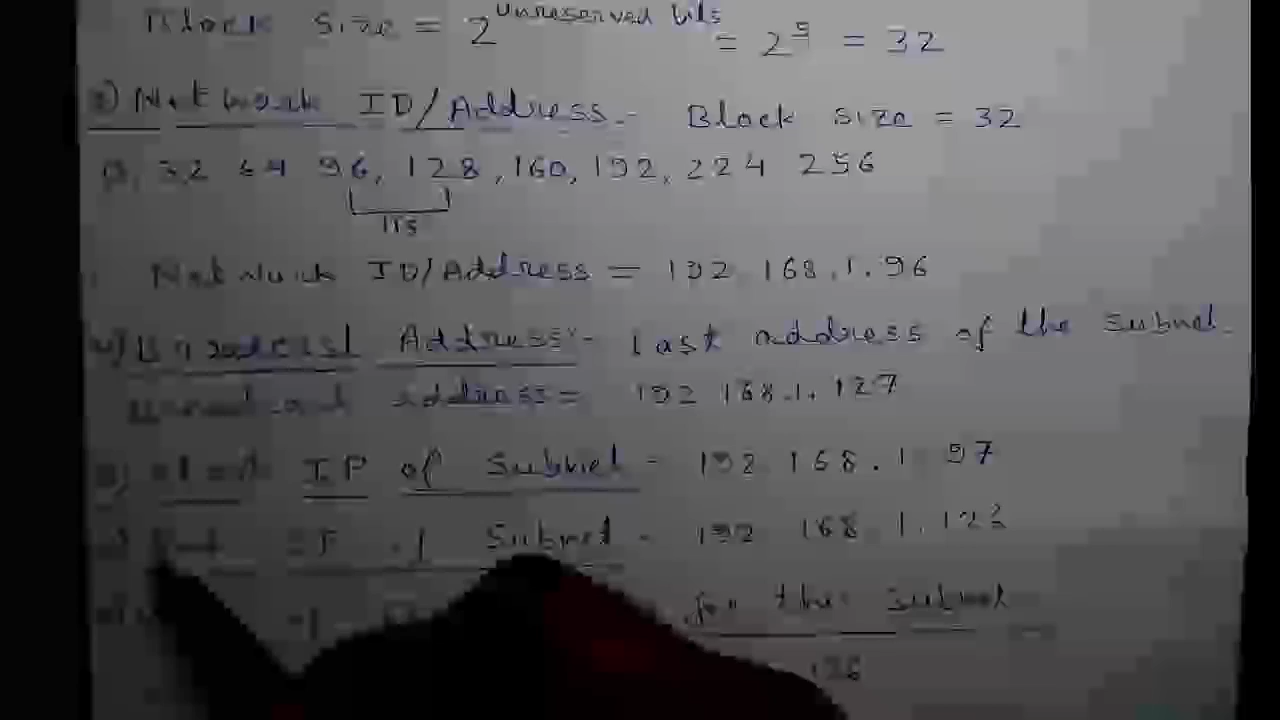 Block Size = 2^Unreserved bits = 2^5 = 32
3) Network ID/Address :- Block size = 32
0, 32 64 96, 128, 160, 192, 224 256
115
Network ID/Address = 192.168.1.96
Address :- Last address of the subnet
address = 192.168.1.127
IP of Subnet - 192.168.1.97
Subnet - 192.168.1.
for the subnet
126